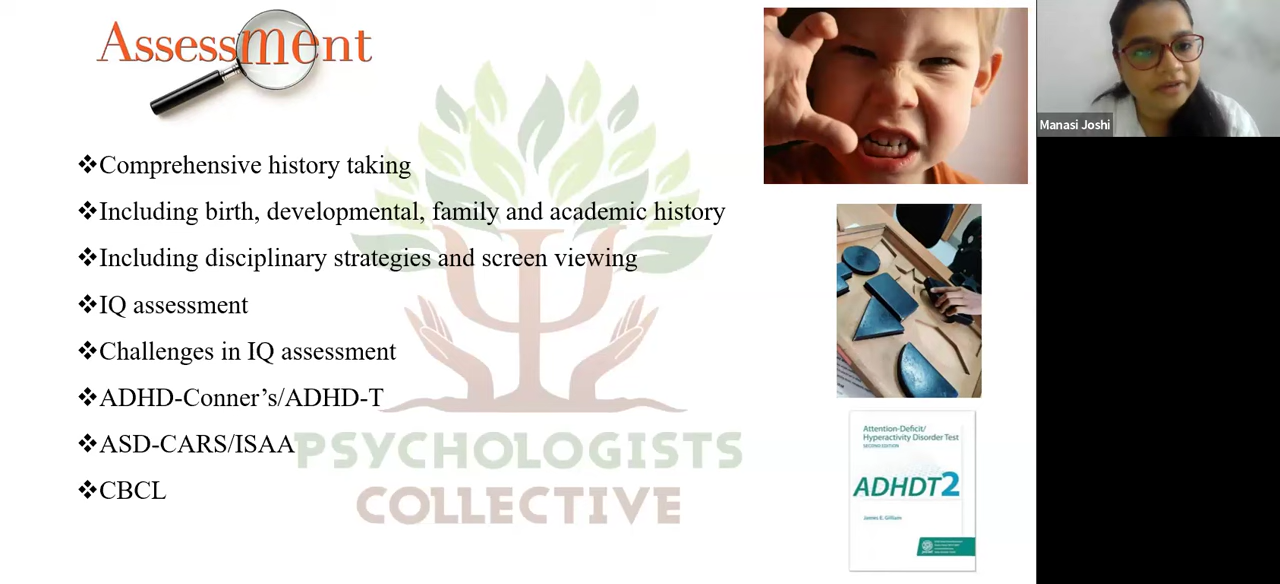 Assessment
❖Comprehensive history taking
❖Including birth, developmental, family and academic history
❖Including disciplinary strategies and screen viewing
❖IQ assessment
❖Challenges in IQ assessment
❖ADHD-Conner’s/ADHD-T
❖ASD-CARS/ISAA
❖CBCL
PSYCHOLOGISTS
COLLECTIVE
Manasi Joshi
Attention-Deficit/
Hyperactivity Disorder Test
SECOND EDITION
ADHDT2
James E. Gilliam